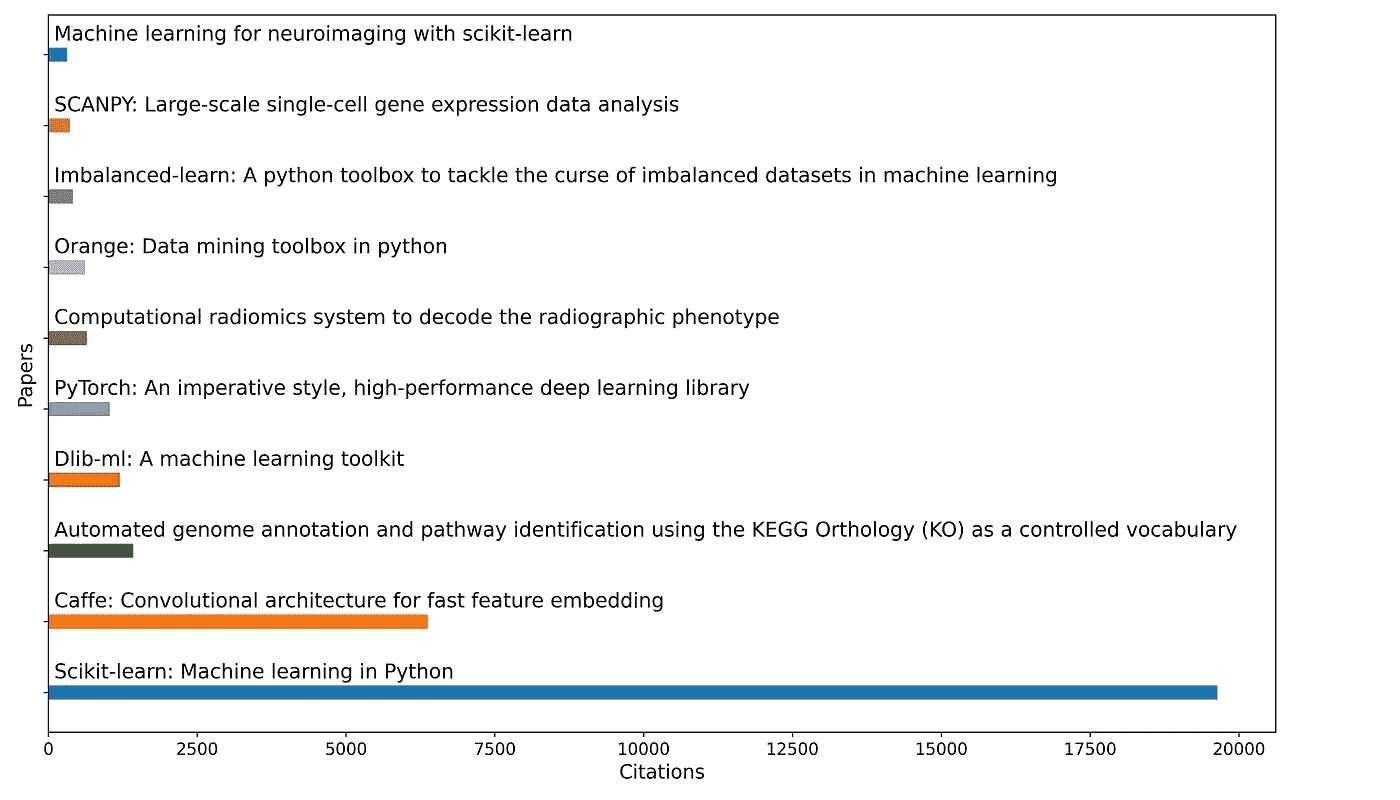 Machine learning for neuroimaging with scikit-learn
SCANPY: Large-scale single-cell gene expression data analysis
Imbalanced-learn: A python toolbox to tackle the curse of imbalanced datasets in machine learning
Orange: Data mining toolbox in python
Computational radiomics system to decode the radiographic phenotype
Papers
PyTorch: An imperative style, high-performance deep learning library
Dlib-ml: A machine learning toolkit
Automated genome annotation and pathway identification using the KEGG Orthology (KO) as a controlled vocabulary
Caffe: Convolutional architecture for fast feature embedding
Scikit-learn: Machine learning in Python
0 2500 5000 7500 10000 12500 15000 17500 20000
Citations